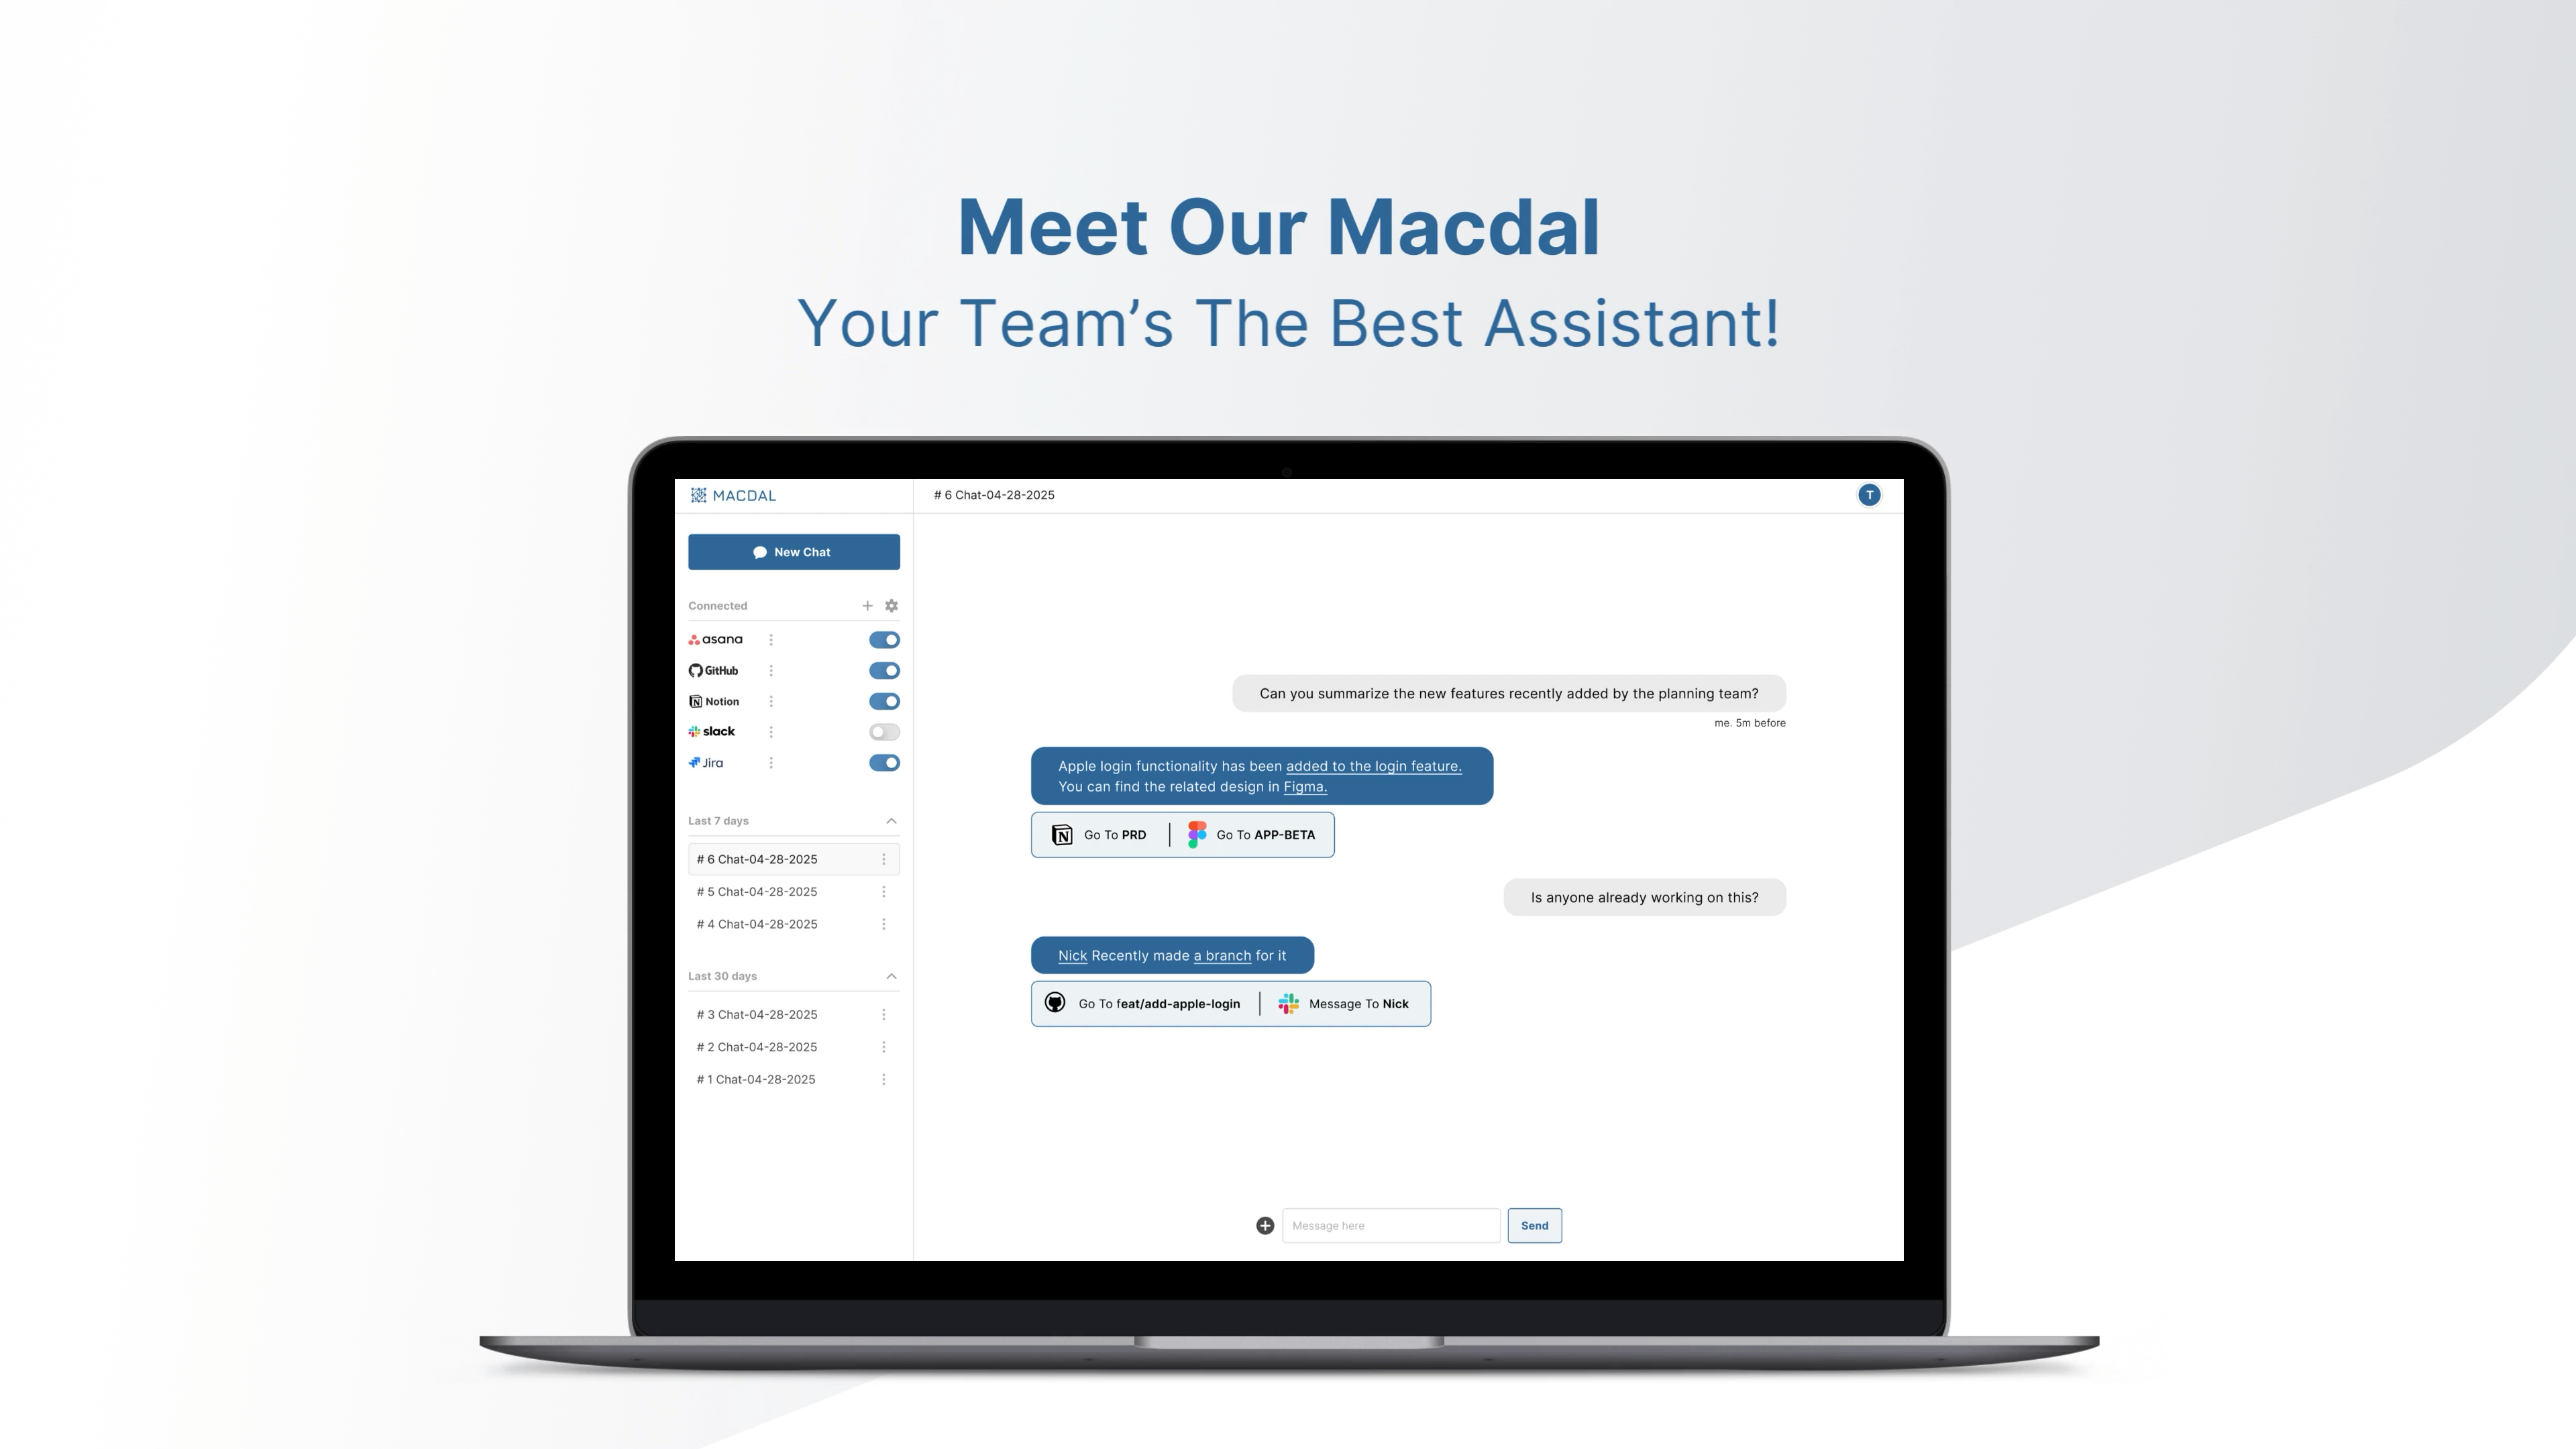 Meet Our Macdal
Your Team’s The Best Assistant!
MACDAL
# 6 Chat-04-28-2025
T
New Chat
Connected
asana
GitHub
Notion
slack
Jira
Last 7 days
# 6 Chat-04-28-2025
# 5 Chat-04-28-2025
# 4 Chat-04-28-2025
Last 30 days
# 3 Chat-04-28-2025
# 2 Chat-04-28-2025
# 1 Chat-04-28-2025
Can you summarize the new features recently added by the planning team?
me. 5m before
Apple login functionality has been added to the login feature.
You can find the related design in Figma.
Go To PRD
Go To APP-BETA
Is anyone already working on this?
Nick Recently made a branch for it
Go To feat/add-apple-login
Message To Nick
Message here
Send